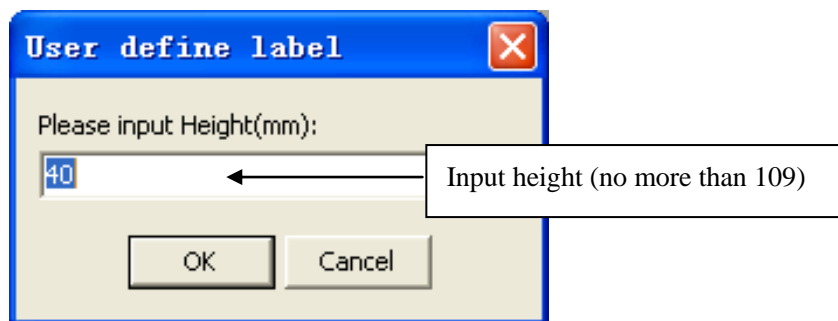 User define label
Please input Height(mm):
40
Input height (no more than 109)
OK
Cancel